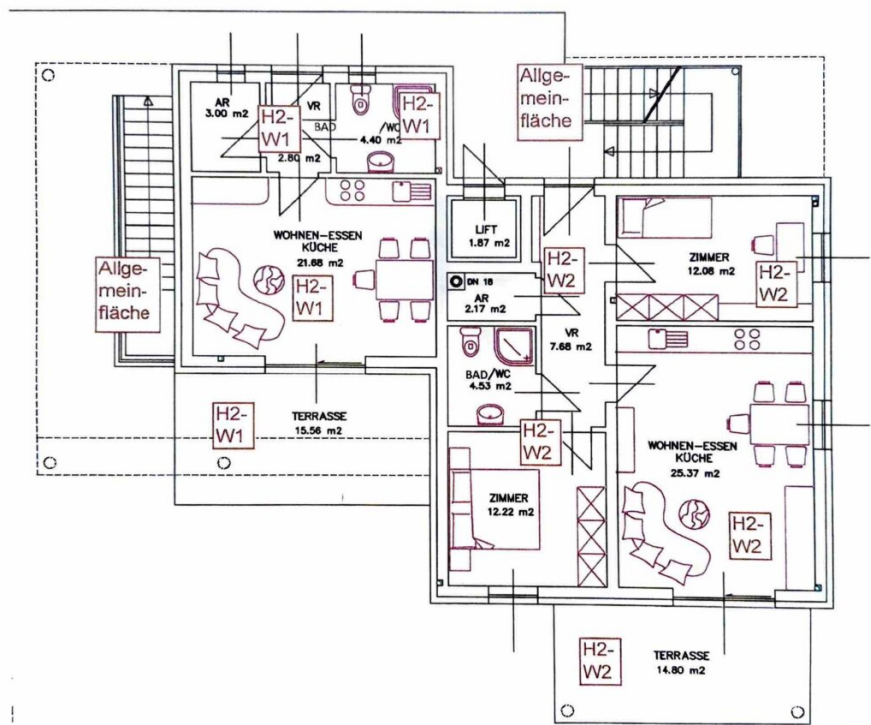 AR
3.00 m2
H2-
W1
VR
2.80 m2
BAD
/WC
4.40 m2
H2-
W1
Allge-
mein-
fläche
WOHNEN-ESSEN
KÜCHE
21.68 m2
H2-
W1
Allge-
mein-
fläche
LIFT
1.87 m2
H2-
W2
ZIMMER
12.08 m2
H2-
W2
DN 18
AR
2.17 m2
VR
7.68 m2
BAD/WC
4.53 m2
TERRASSE
15.56 m2
H2-
W1
H2-
W2
WOHNEN-ESSEN
KÜCHE
25.37 m2
H2-
W2
ZIMMER
12.22 m2
H2-
W2
TERRASSE
14.80 m2